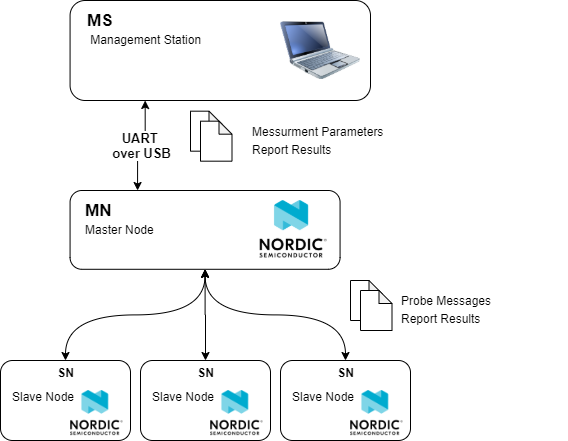 MS
Management Station
UART
over USB
Messurment Parameters
Report Results
MN
Master Node
NORDIC®
SEMICONDUCTOR
Probe Messages
Report Results
SN
Slave Node
NORDIC®
SEMICONDUCTOR
SN
Slave Node
NORDIC®
SEMICONDUCTOR
SN
Slave Node
NORDIC®
SEMICONDUCTOR